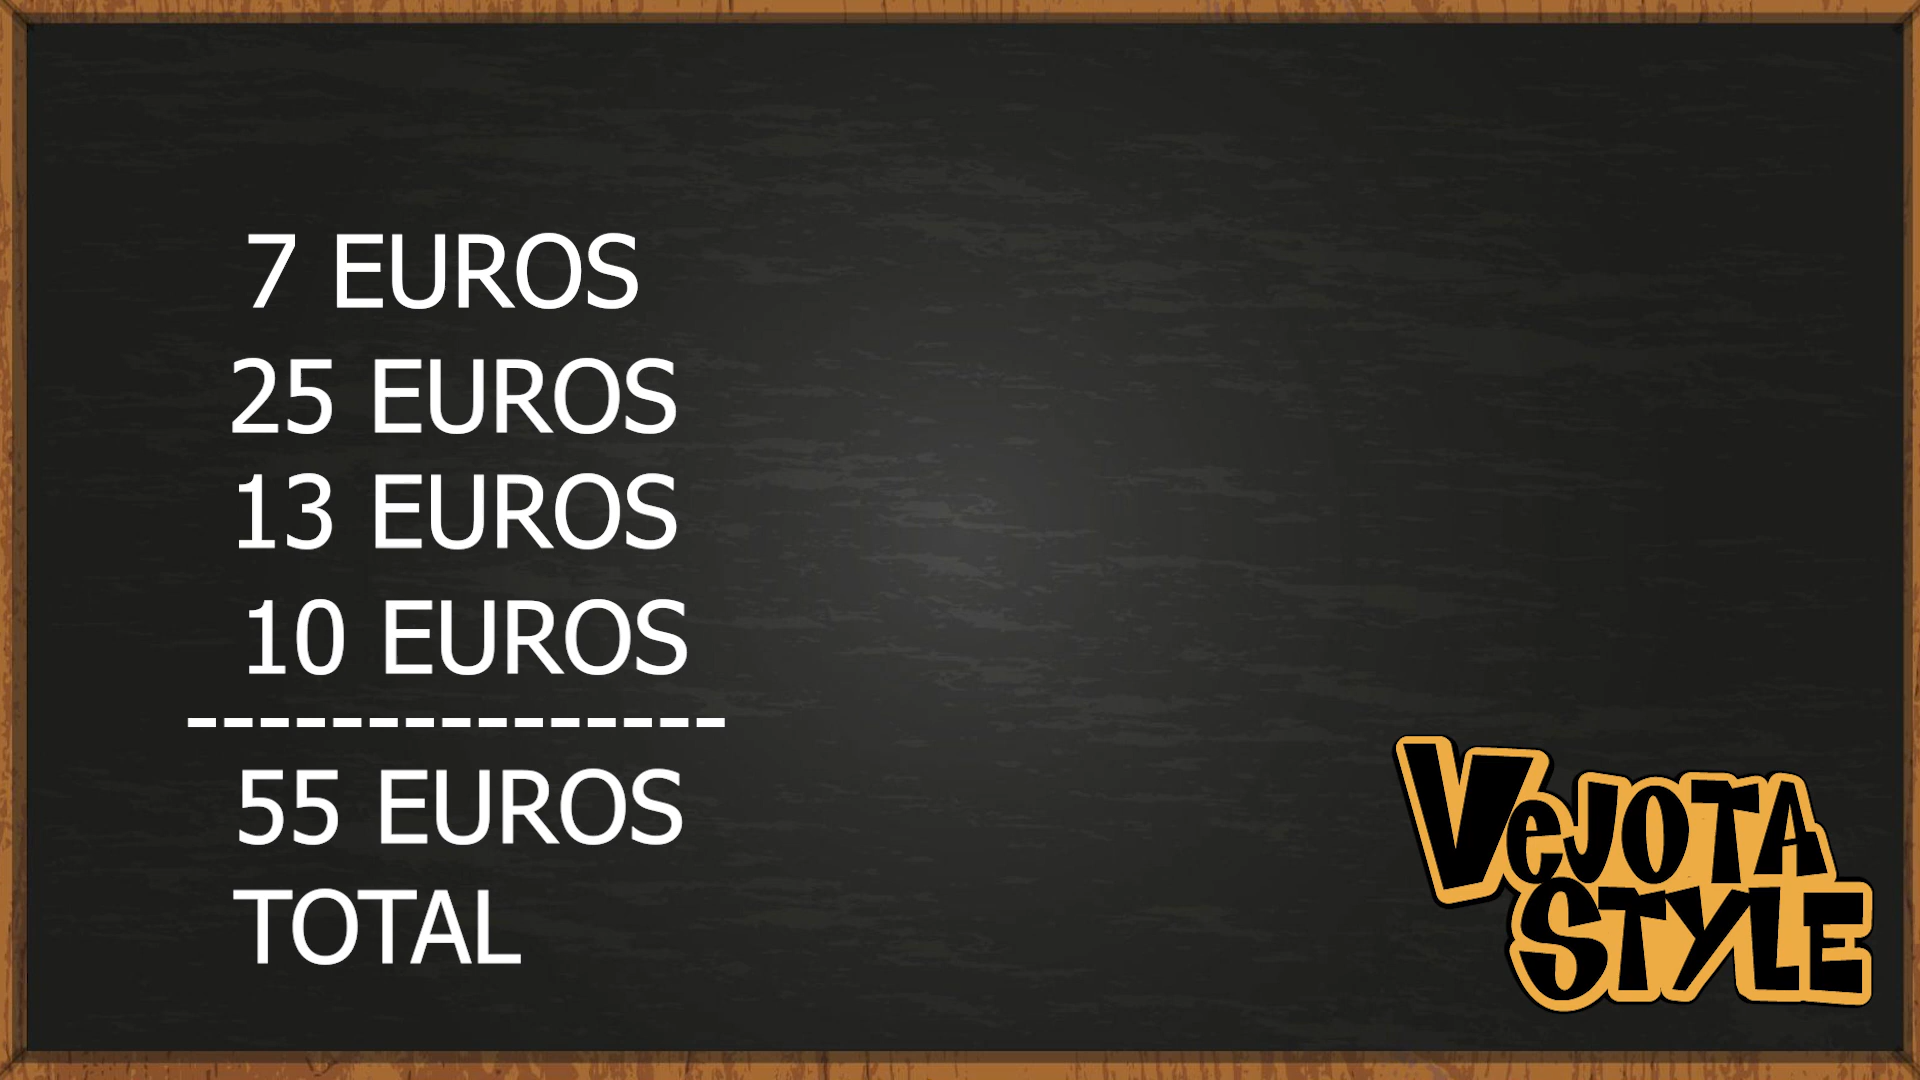 7 EUROS
25 EUROS
13 EUROS
10 EUROS
---------------
55 EUROS
TOTAL
VeJOTA
STYLE